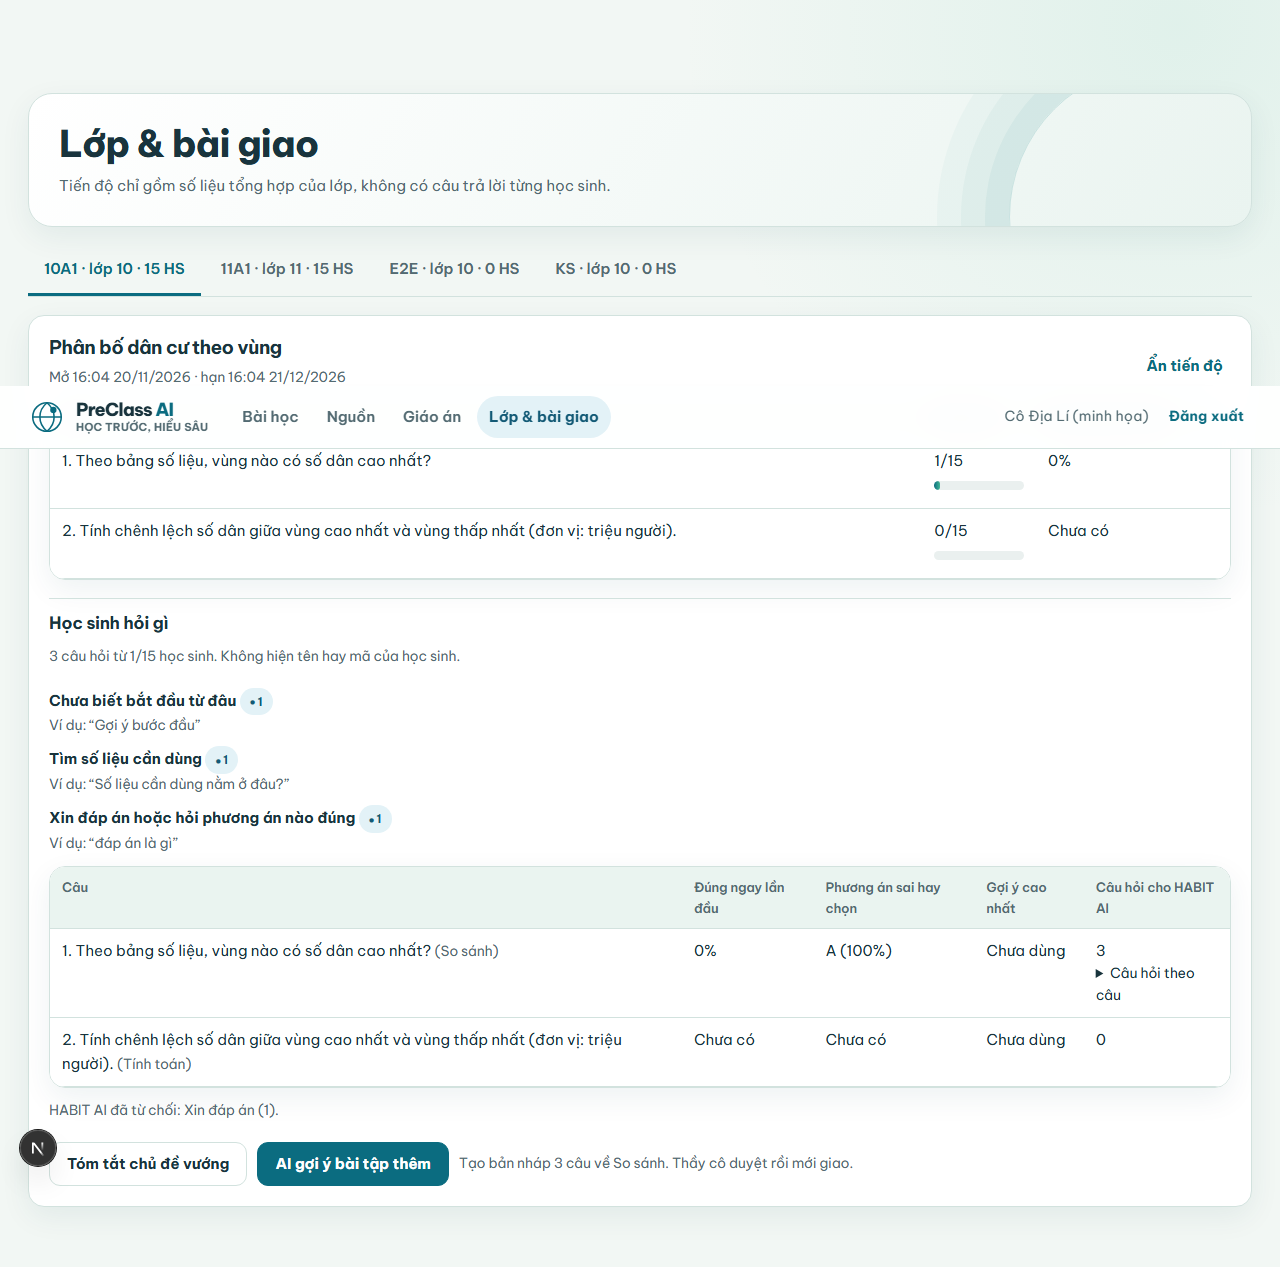 Lớp & bài giao
Tiến độ chỉ gồm số liệu tổng hợp của lớp, không có câu trả lời từng học sinh.
10A1 · lớp 10 · 15 HS
11A1 · lớp 11 · 15 HS
E2E · lớp 10 · 0 HS
KS · lớp 10 · 0 HS
Phân bố dân cư theo vùng
Mở 16:04 20/11/2026 · hạn 16:04 21/12/2026
Ẩn tiến độ
PreClass AI
HỌC TRƯỚC, HIỂU SÂU
Bài học
Nguồn
Giáo án
Lớp & bài giao
Cô Địa Lí (minh họa)
Đăng xuất
1. Theo bảng số liệu, vùng nào có số dân cao nhất?
1/15
0%
2. Tính chênh lệch số dân giữa vùng cao nhất và vùng thấp nhất (đơn vị: triệu người).
0/15
Chưa có
Học sinh hỏi gì
3 câu hỏi từ 1/15 học sinh. Không hiện tên hay mã của học sinh.
Chưa biết bắt đầu từ đâu • 1
Ví dụ: “Gợi ý bước đầu”
Tìm số liệu cần dùng • 1
Ví dụ: “Số liệu cần dùng nằm ở đâu?”
Xin đáp án hoặc hỏi phương án nào đúng • 1
Ví dụ: “đáp án là gì”
Câu
Đúng ngay lần
đầu
Phương án sai hay
chọn
Gợi ý cao
nhất
Câu hỏi cho HABIT
AI
1. Theo bảng số liệu, vùng nào có số dân cao nhất? (So sánh)
0%
A (100%)
Chưa dùng
3
▶ Câu hỏi theo
câu
2. Tính chênh lệch số dân giữa vùng cao nhất và vùng thấp nhất (đơn vị: triệu
người). (Tính toán)
Chưa có
Chưa có
Chưa dùng
0
HABIT AI đã từ chối: Xin đáp án (1).
N
Tóm tắt chủ đề vướng
AI gợi ý bài tập thêm
Tạo bản nháp 3 câu về So sánh. Thầy cô duyệt rồi mới giao.